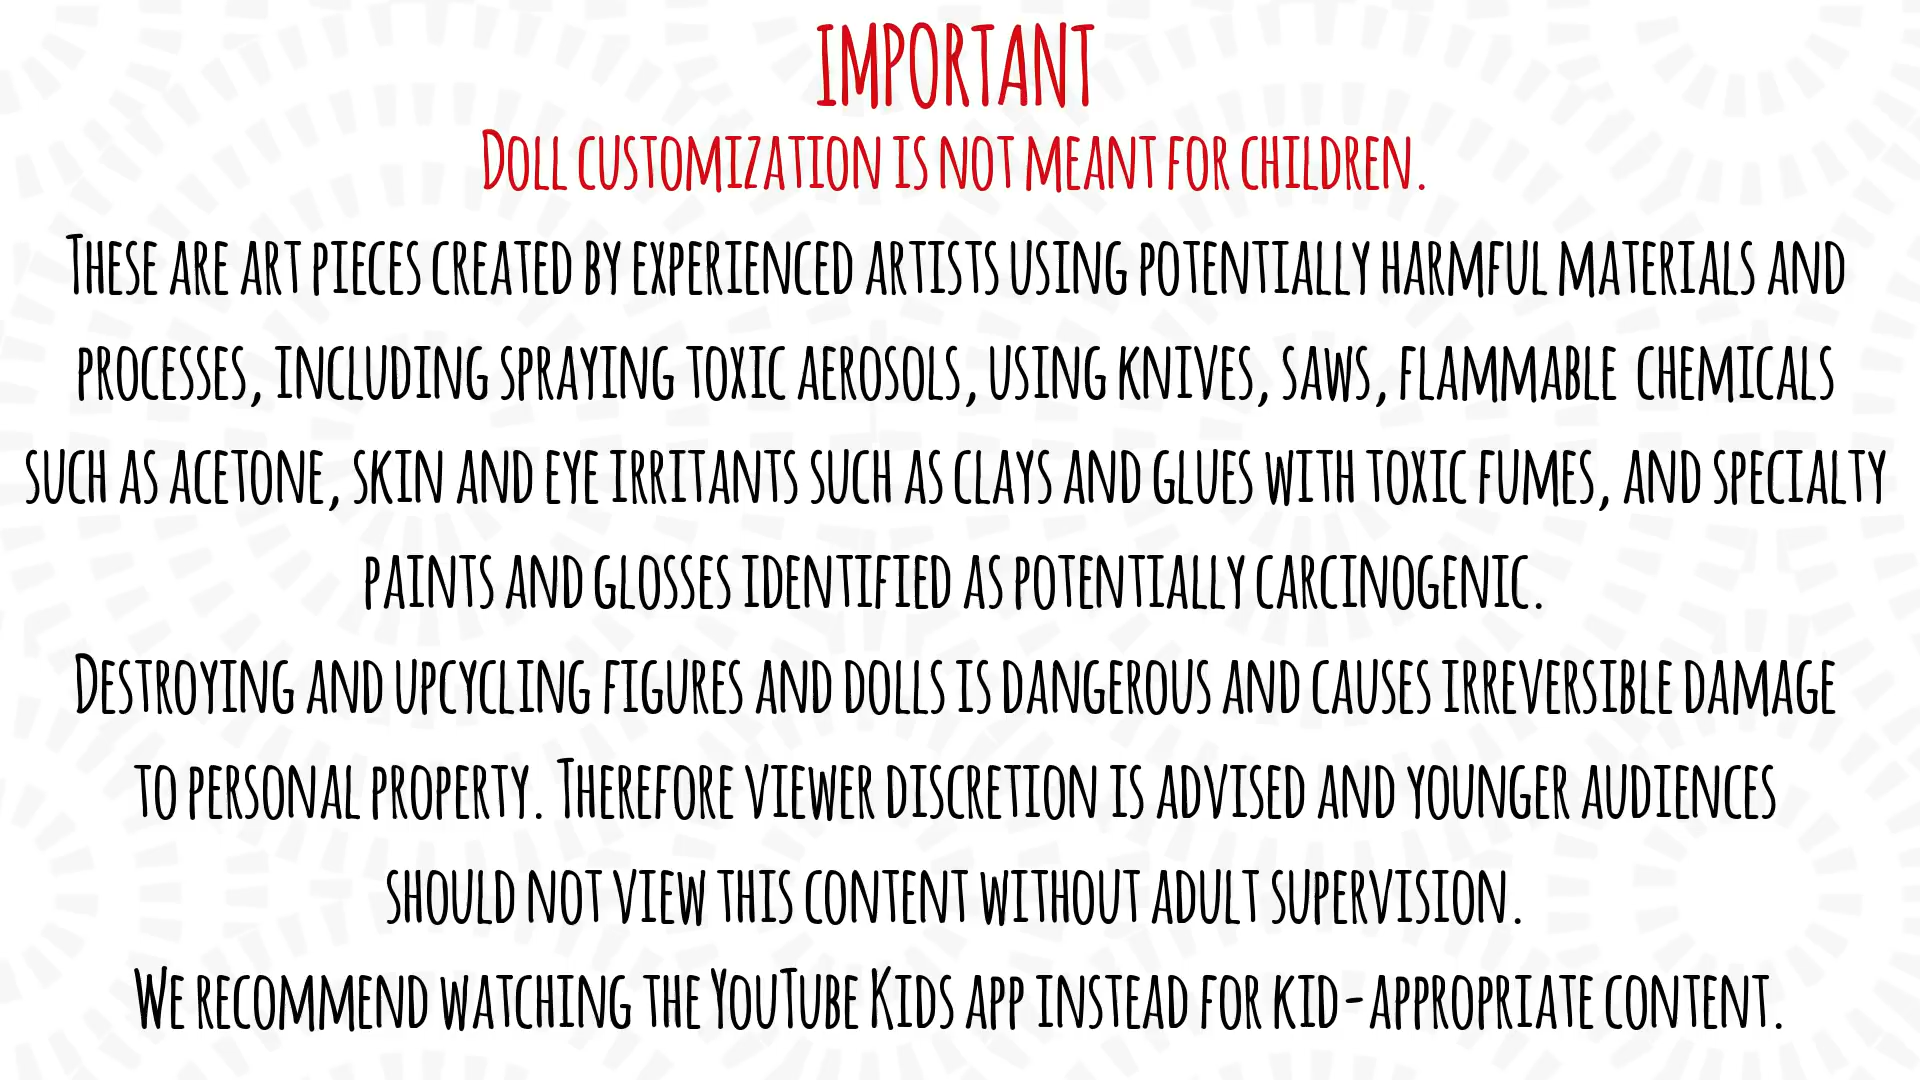 IMPORTANT
DOLL CUSTOMIZATION IS NOT MEANT FOR CHILDREN.
THESE ARE ART PIECES CREATED BY EXPERIENCED ARTISTS USING POTENTIALLY HARMFUL MATERIALS AND
PROCESSES, INCLUDING SPRAYING TOXIC AEROSOLS, USING KNIVES, SAWS, FLAMMABLE CHEMICALS
SUCH AS ACETONE, SKIN AND EYE IRRITANTS SUCH AS CLAYS AND GLUES WITH TOXIC FUMES, AND SPECIALTY
PAINTS AND GLOSSES IDENTIFIED AS POTENTIALLY CARCINOGENIC.
DESTROYING AND UPCYCLING FIGURES AND DOLLS IS DANGEROUS AND CAUSES IRREVERSIBLE DAMAGE
TO PERSONAL PROPERTY. THEREFORE VIEWER DISCRETION IS ADVISED AND YOUNGER AUDIENCES
SHOULD NOT VIEW THIS CONTENT WITHOUT ADULT SUPERVISION.
WE RECOMMEND WATCHING THE YOUTUBE KIDS APP INSTEAD FOR KID-APPROPRIATE CONTENT.